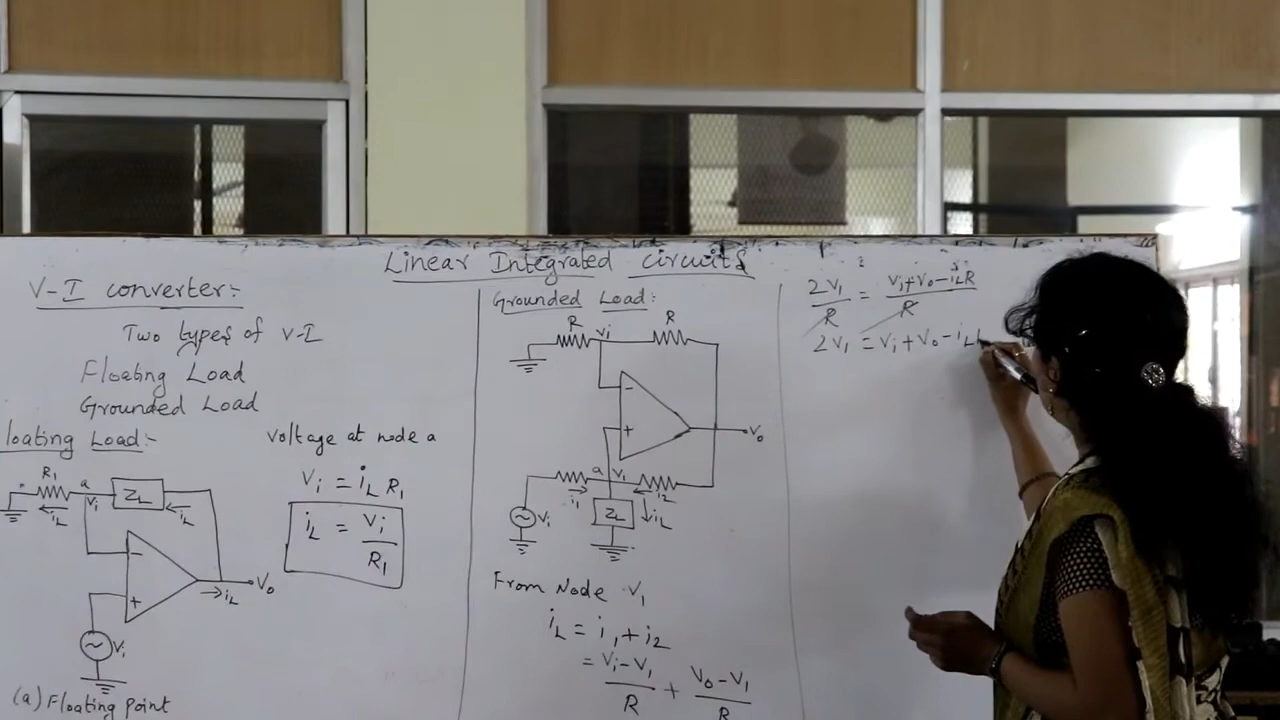 Linear Integrated circuits
V-I converter:-
Two types of V-I
Floating Load
Grounded Load
loating Load:-
R1
a
Vi
ZL
iL
iL
-
+
Vo
iL
Vi
(a) Floating point
Voltage at node a
Vi = iL R1
iL = Vi/R1
Grounded Load:
R
Vi
R
-
+
Vo
a
V1
i1
i2
Vi
ZL
iL
From Node V1
iL = i1 + i2
= Vi-V1/R + Vo-V1/R
2V1/R = Vi+Vo-iLR/R
2V1 = Vi+Vo-iL